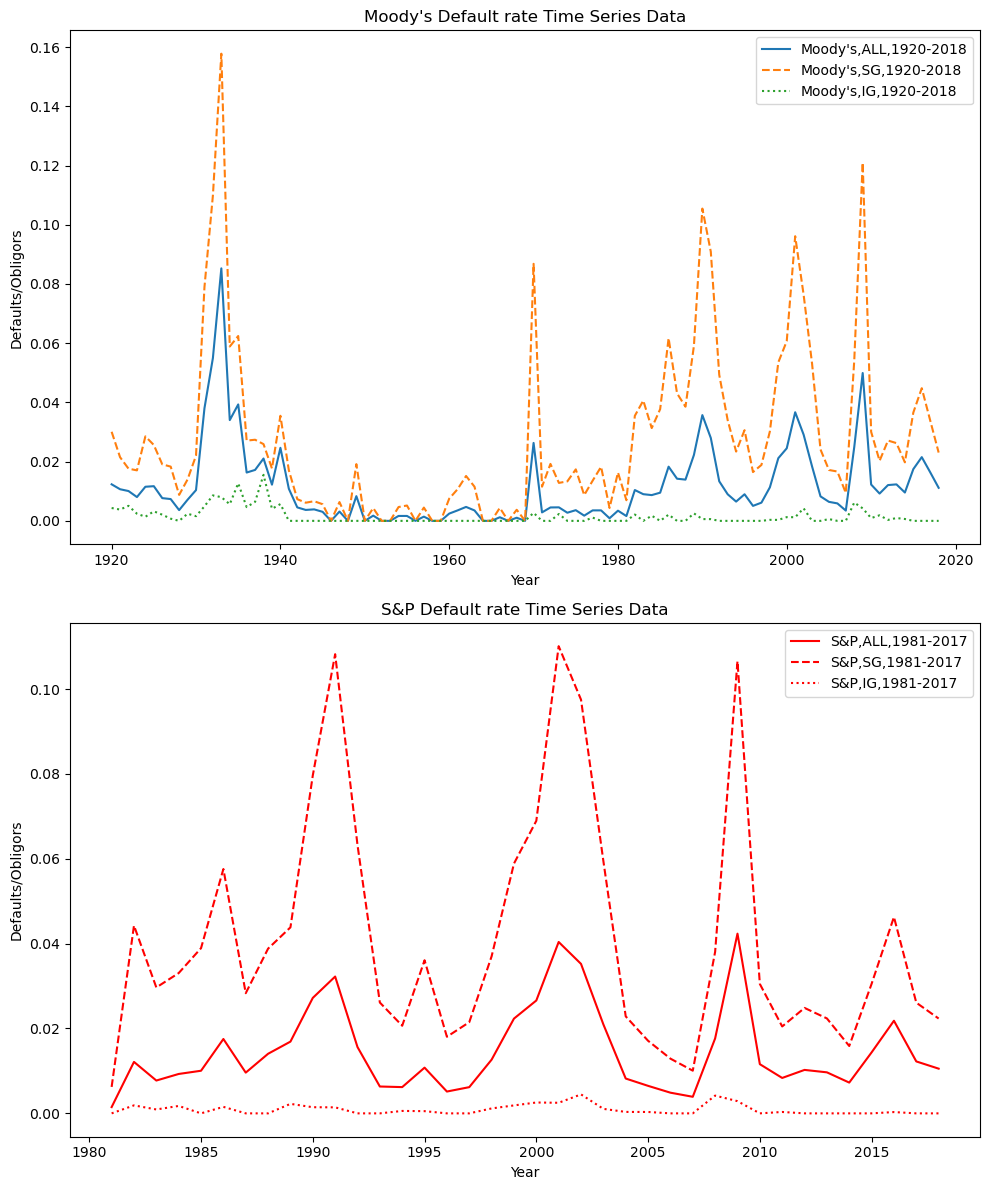 Moody's Default rate Time Series Data
Moody's,ALL,1920-2018
Moody's,SG,1920-2018
Moody's,IG,1920-2018
0.16
0.14
0.12
0.10
0.08
0.06
0.04
0.02
0.00
Defaults/Obligors
1920
1940
1960
1980
2000
2020
Year
S&P Default rate Time Series Data
S&P,ALL,1981-2017
S&P,SG,1981-2017
S&P,IG,1981-2017
0.10
0.08
0.06
0.04
0.02
0.00
Defaults/Obligors
1980
1985
1990
1995
2000
2005
2010
2015
Year